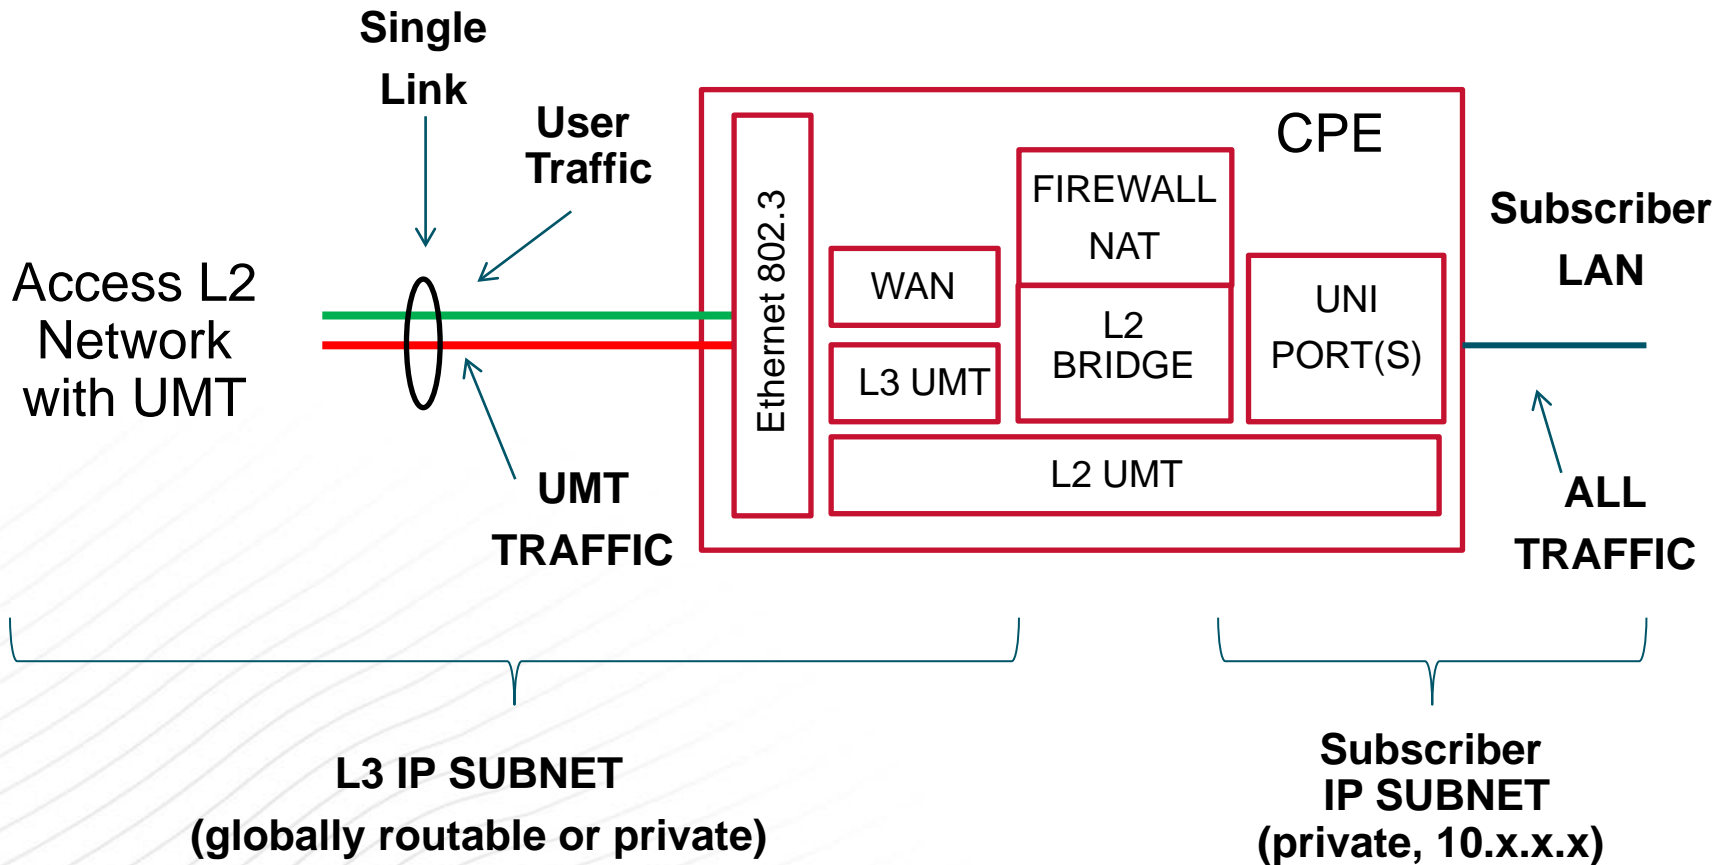 Single
Link
User
Traffic
Access L2
Network
with UMT
UMT
TRAFFIC
CPE
Ethernet 802.3
WAN
L3 UMT
FIREWALL
NAT
L2
BRIDGE
UNI
PORT(S)
L2 UMT
Subscriber
LAN
ALL
TRAFFIC
L3 IP SUBNET
(globally routable or private)
Subscriber
IP SUBNET
(private, 10.x.x.x)